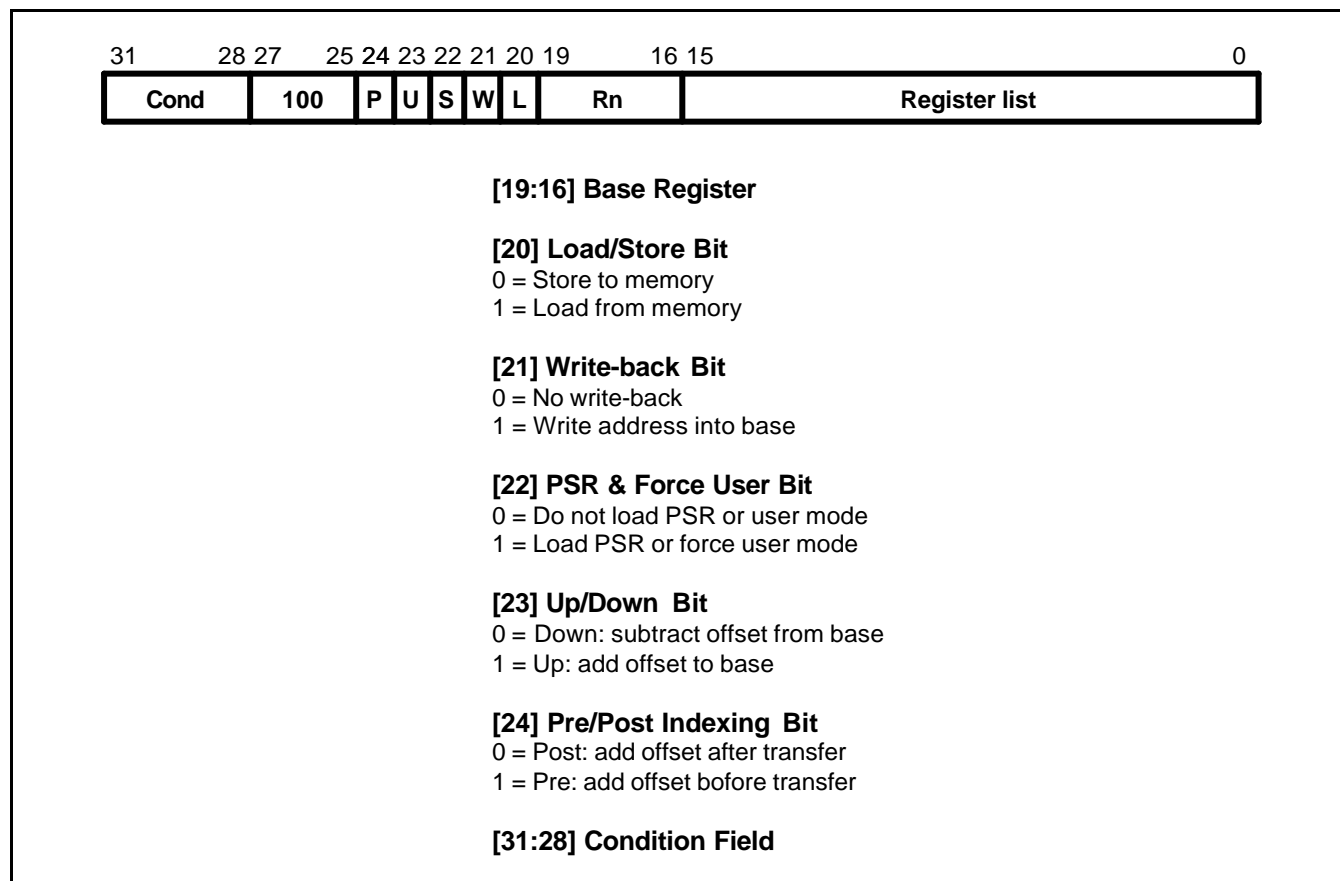 31 28 27 25 24 23 22 21 20 19 16 15 0
Cond 100 P U S W L Rn Register list
[19:16] Base Register
[20] Load/Store Bit
0 = Store to memory
1 = Load from memory
[21] Write-back Bit
0 = No write-back
1 = Write address into base
[22] PSR & Force User Bit
0 = Do not load PSR or user mode
1 = Load PSR or force user mode
[23] Up/Down Bit
0 = Down: subtract offset from base
1 = Up: add offset to base
[24] Pre/Post Indexing Bit
0 = Post: add offset after transfer
1 = Pre: add offset bofore transfer
[31:28] Condition Field